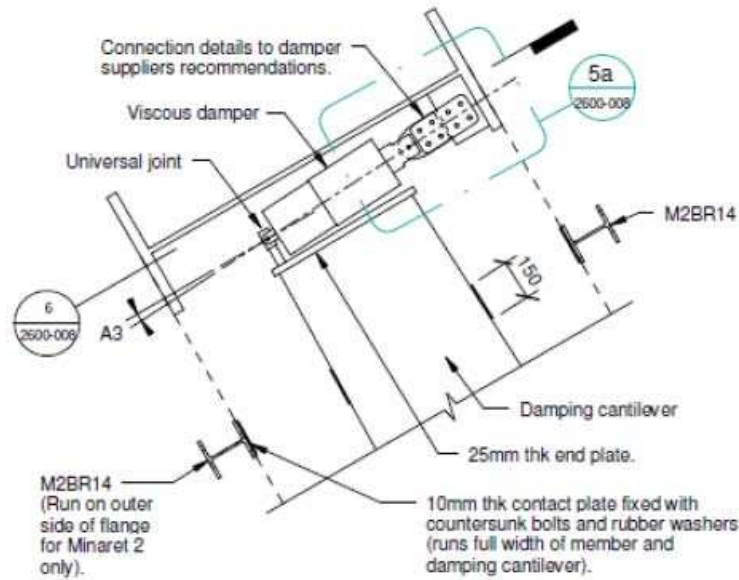 Connection details to damper
suppliers recommendations.
5a
2600-008
Viscous damper
Universal joint
M2BR14
150
6
2600-008
A3
Damping cantilever
25mm thk end plate.
M2BR14
(Run on outer
side of flange
for Minaret 2
only).
10mm thk contact plate fixed with
countersunk bolts and rubber washers
(runs full width of member and
damping cantilever).